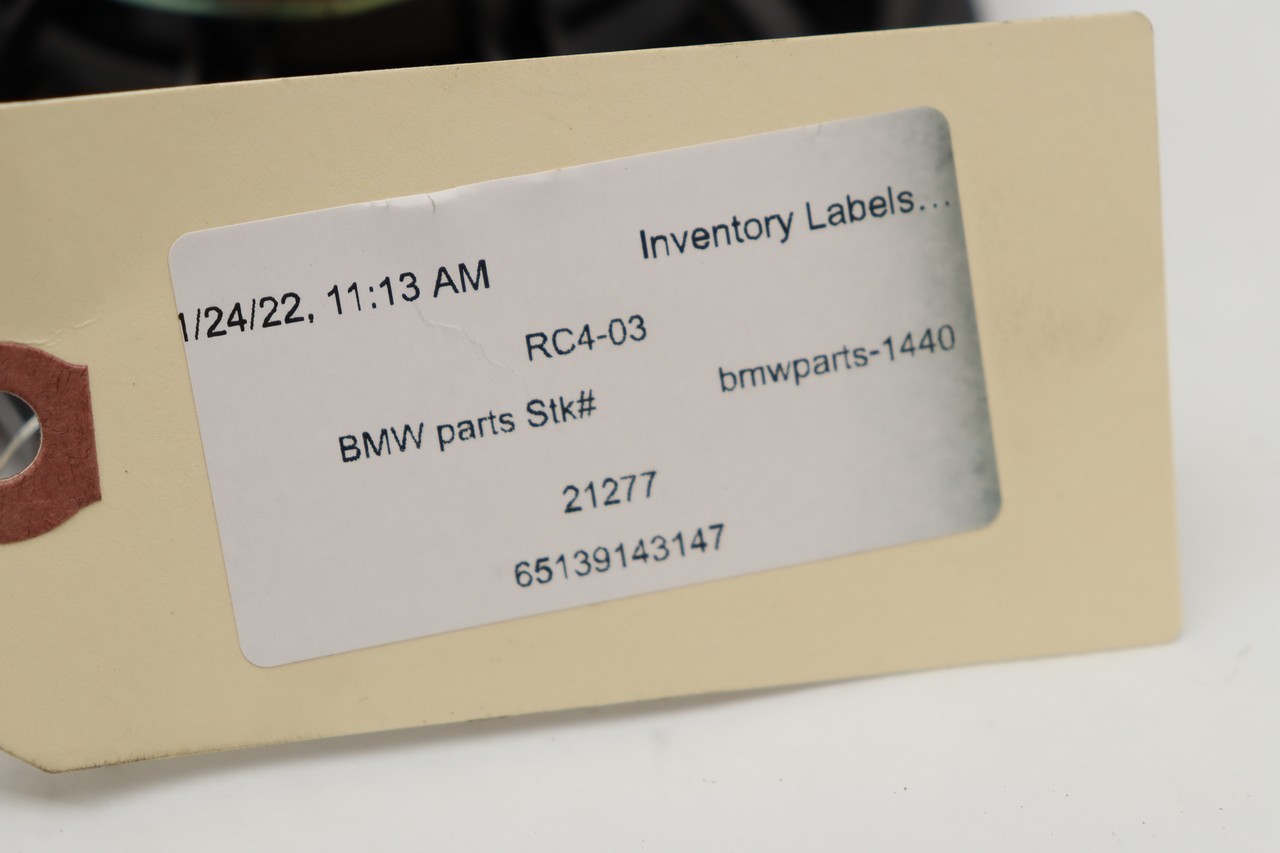 1/24/22, 11:13 AM Inventory Labels...
RC4-03
BMW parts Stk# bmwparts-1440
21277
65139143147